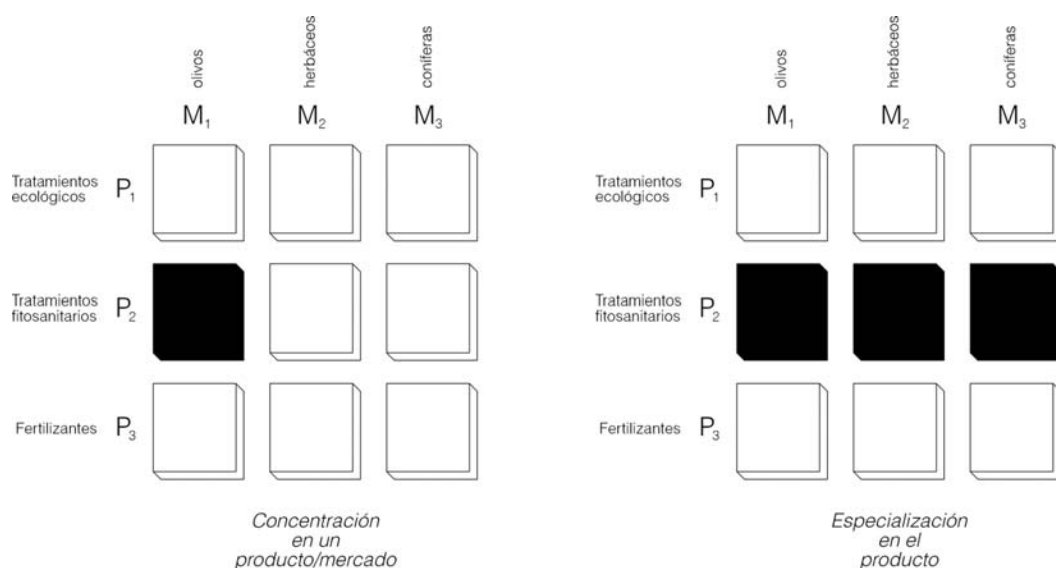 olivos
herbáceos
coníferas
M₁
M₂
M₃
Tratamientos
ecológicos
P₁
Tratamientos
fitosanitarios
P₂
Fertilizantes
P₃
Concentración
en un
producto/mercado
olivos
herbáceos
coníferas
M₁
M₂
M₃
Tratamientos
ecológicos
P₁
Tratamientos
fitosanitarios
P₂
Fertilizantes
P₃
Especialización
en el
producto